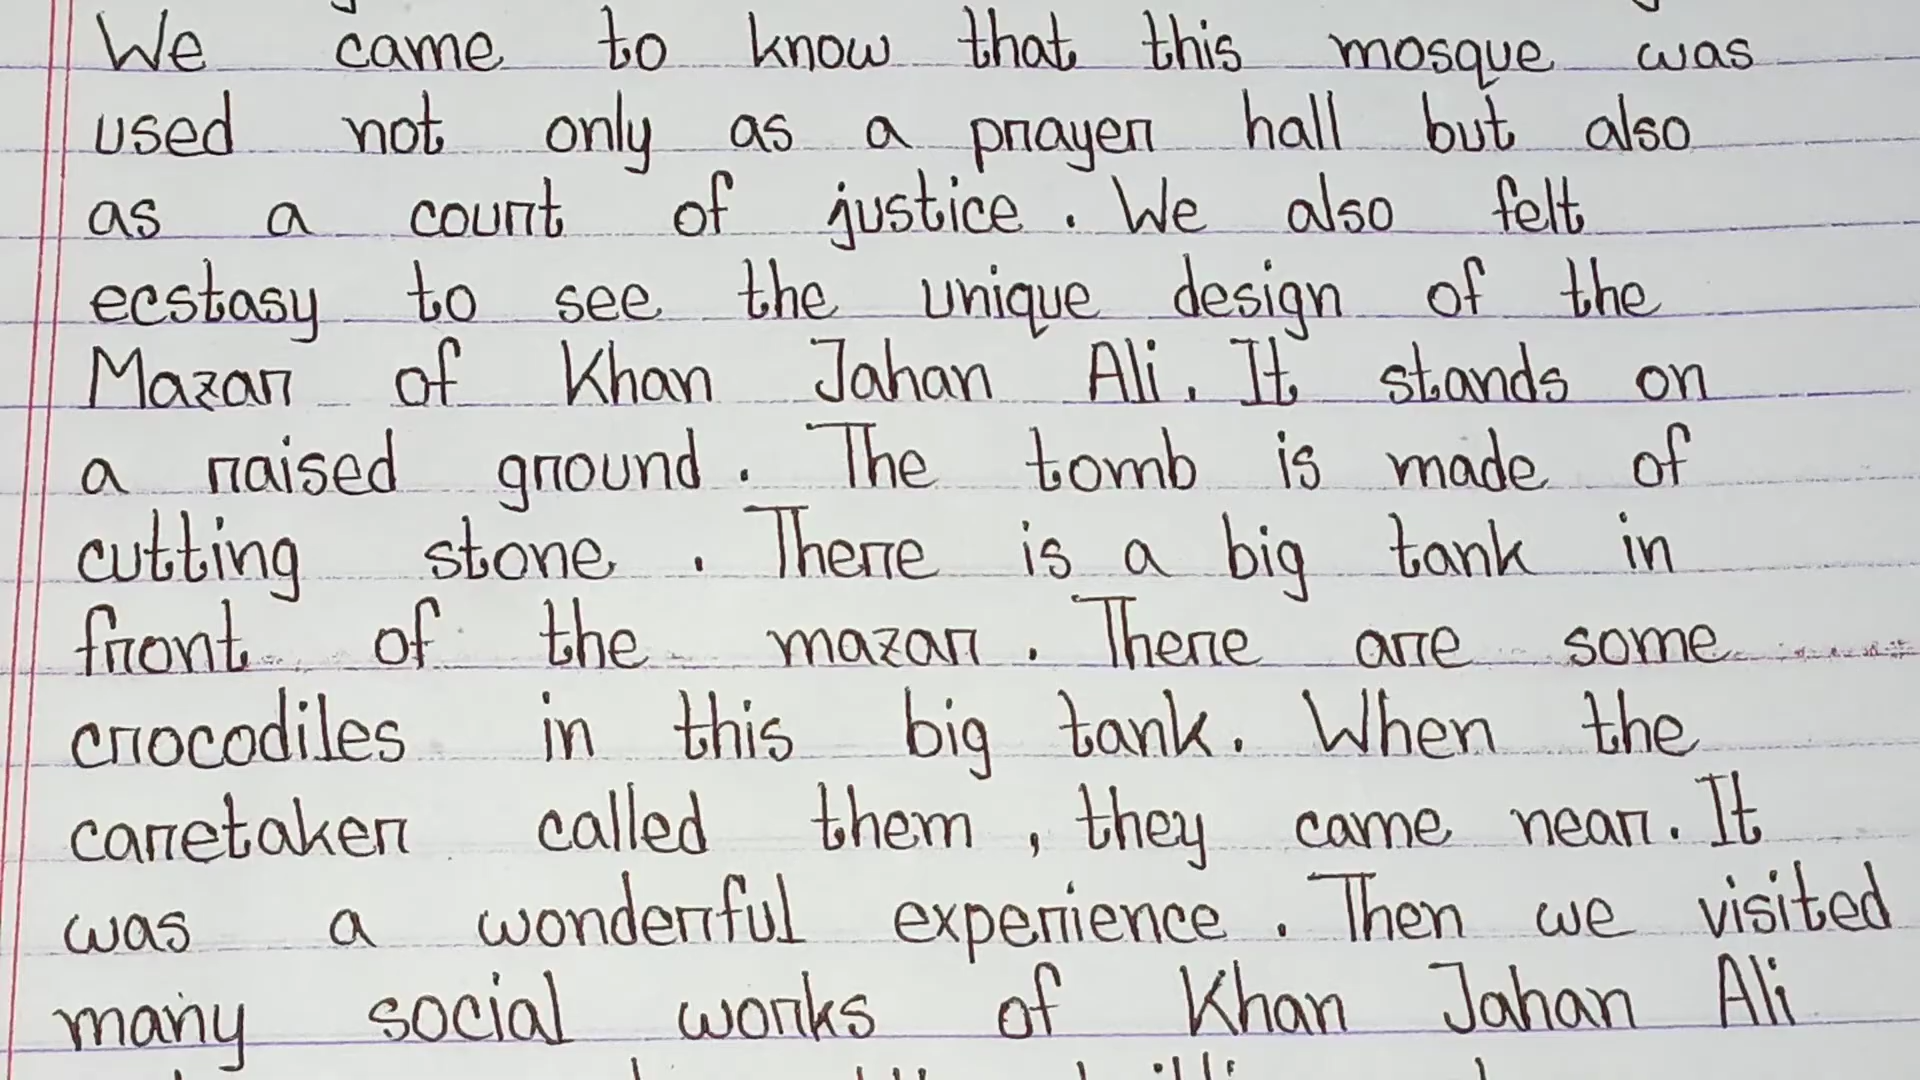 We came to know that this mosque was
used not only as a prayer hall but also
as a court of justice. We also felt
ecstasy to see the unique design of the
Mazar of Khan Jahan Ali. It stands on
a raised ground. The tomb is made of
cutting stone. There is a big tank in
front of the mazar. There are some
crocodiles in this big tank. When the
caretaker called them, they came near. It
was a wonderful experience. Then we visited
many social works of Khan Jahan Ali